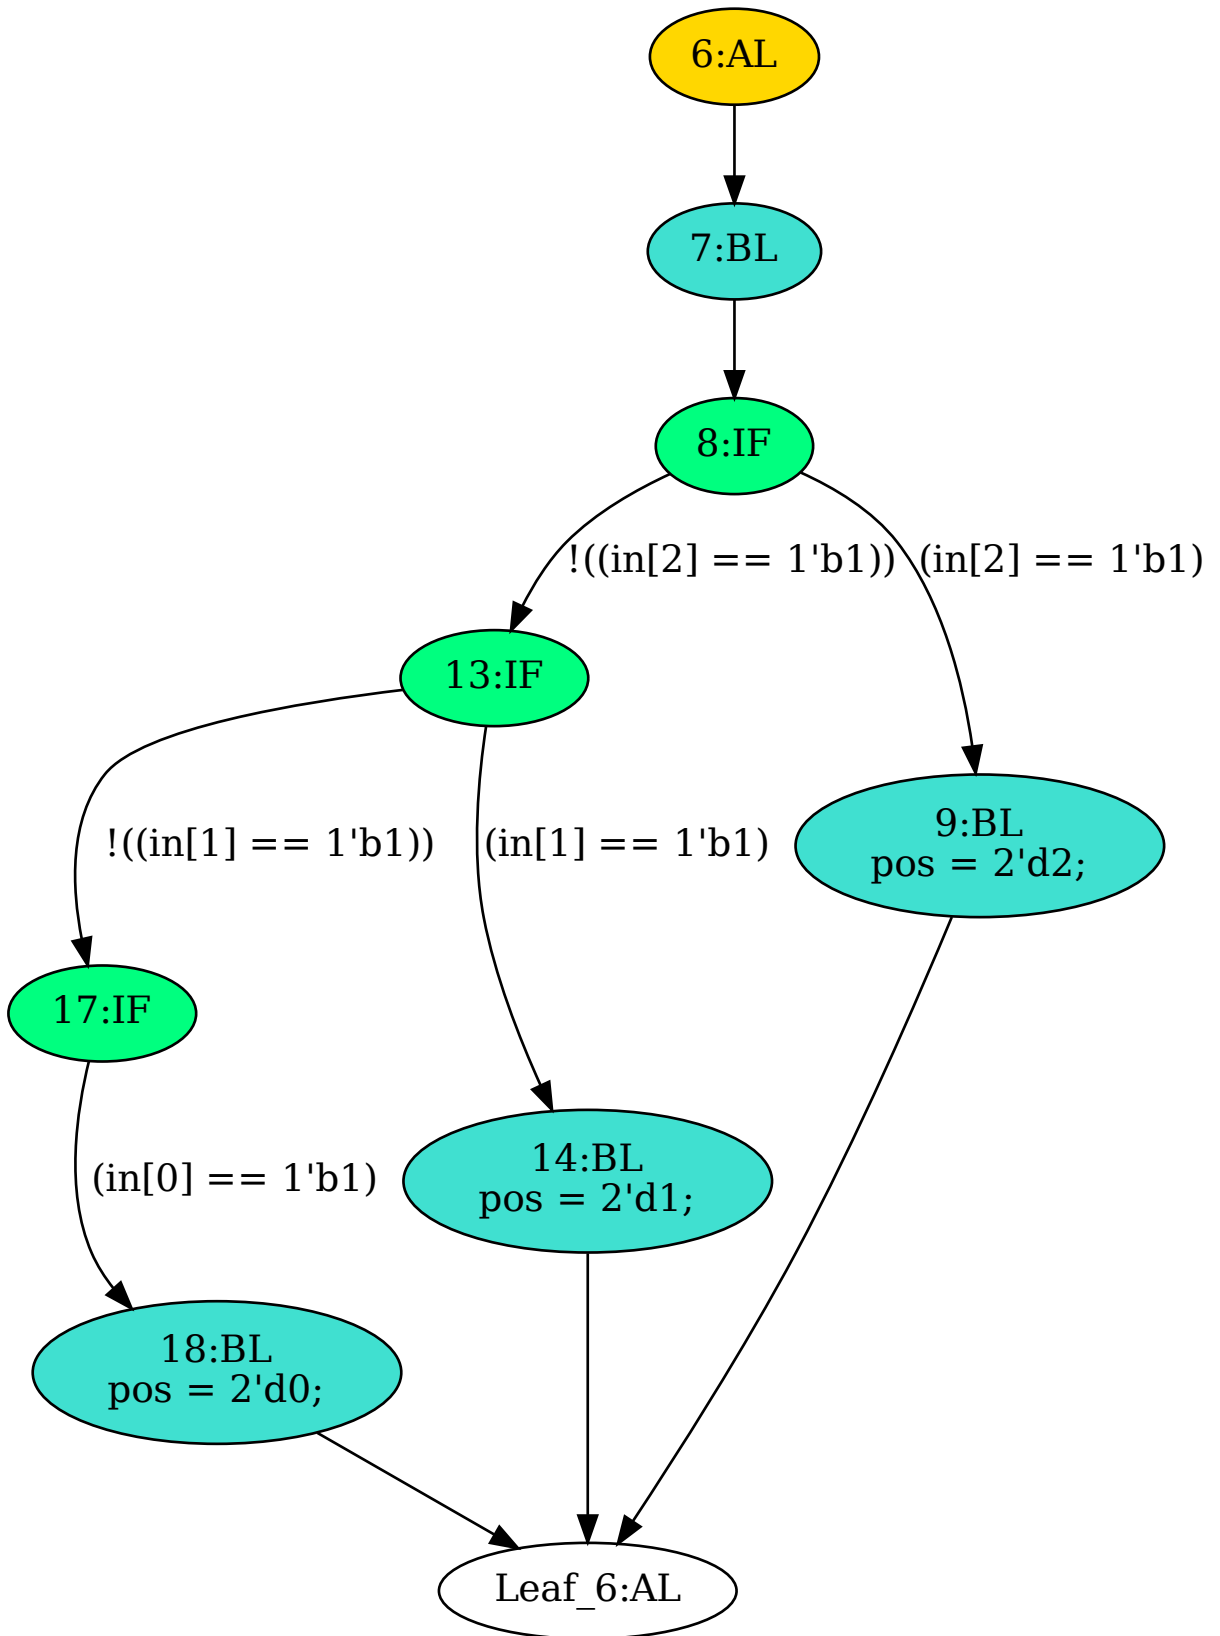 6:AL
7:BL
8:IF
!((in[2] == 1'b1))
(in[2] == 1'b1)
13:IF
9:BL
pos = 2'd2;
!((in[1] == 1'b1))
(in[1] == 1'b1)
17:IF
14:BL
pos = 2'd1;
(in[0] == 1'b1)
18:BL
pos = 2'd0;
Leaf_6:AL